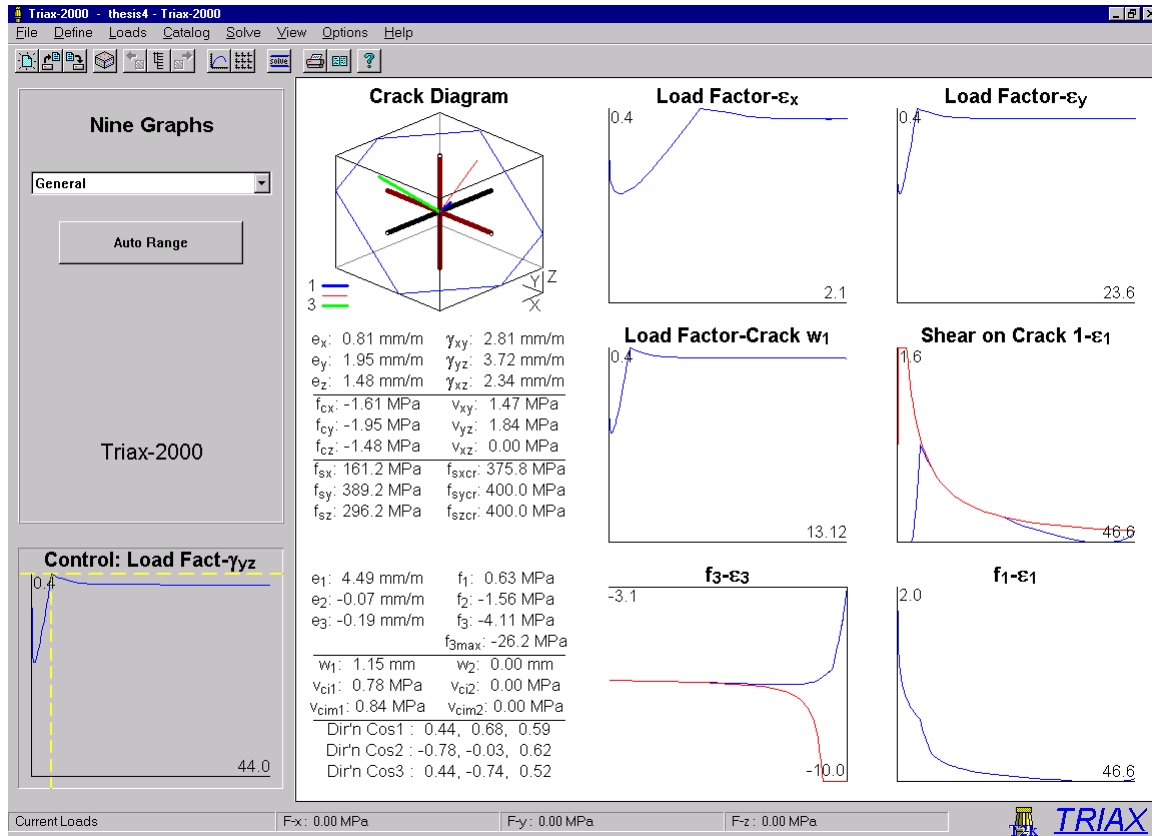 Triax-2000 - thesis4 - Triax-2000
File Define Loads Catalog Solve View Options Help
solve
?
Nine Graphs
General
Auto Range
Triax-2000
Control: Load Fact-γyz
0.4
44.0
Crack Diagram
1
3
Y Z
X
ex: 0.81 mm/m γxy: 2.81 mm/m
ey: 1.95 mm/m γyz: 3.72 mm/m
ez: 1.48 mm/m γxz: 2.34 mm/m
fcx: -1.61 MPa vxy: 1.47 MPa
fcy: -1.95 MPa vyz: 1.84 MPa
fcz: -1.48 MPa vxz: 0.00 MPa
fsx: 161.2 MPa fsxcr: 375.8 MPa
fsy: 389.2 MPa fsycr: 400.0 MPa
fsz: 296.2 MPa fszcr: 400.0 MPa
e1: 4.49 mm/m f1: 0.63 MPa
e2: -0.07 mm/m f2: -1.56 MPa
e3: -0.19 mm/m f3: -4.11 MPa
f3max: -26.2 MPa
w1: 1.15 mm w2: 0.00 mm
vci1: 0.78 MPa vci2: 0.00 MPa
vcim1: 0.84 MPa vcim2: 0.00 MPa
Dir'n Cos1 : 0.44, 0.68, 0.59
Dir'n Cos2 : -0.78, -0.03, 0.62
Dir'n Cos3 : 0.44, -0.74, 0.52
Load Factor-εx
0.4
2.1
Load Factor-εy
0.4
23.6
Load Factor-Crack w1
0.4
13.12
Shear on Crack 1-ε1
1.6
46.6
f3-ε3
-3.1
-10.0
f1-ε1
2.0
46.6
Current Loads F-x : 0.00 MPa F-y : 0.00 MPa F-z : 0.00 MPa
T2k TRIAX